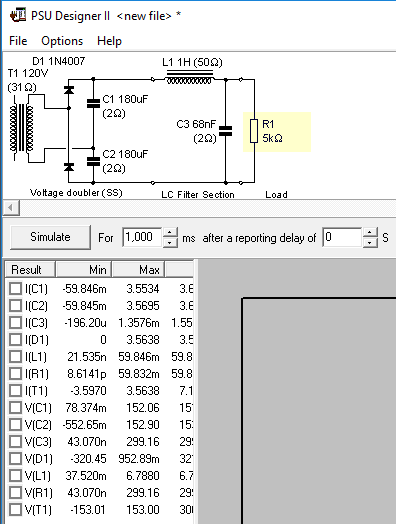 PSU Designer II <new file> *
File Options Help
D1 1N4007
T1 120V
(31Ω)
L1 1H (50Ω)
C1 180uF
(2Ω)
C3 68nF
(2Ω)
R1
5kΩ
C2 180uF
(2Ω)
Voltage doubler (SS) LC Filter Section Load
Simulate For 1,000 ms after a reporting delay of 0 S
Result Min Max
I(C1) -59.846m 3.5534 3.6
I(C2) -59.845m 3.5695 3.6
I(C3) -196.20u 1.3576m 1.55
I(D1) 0 3.5638 3.5
I(L1) 21.535n 59.846m 59.8
I(R1) 8.6141p 59.832m 59.8
I(T1) -3.5970 3.5638 7.1
V(C1) 78.374m 152.06 15
V(C2) -552.65m 152.90 15
V(C3) 43.070n 299.16 29
V(D1) -320.45 952.89m 32
V(L1) 37.520m 6.7880 6.7
V(R1) 43.070n 299.16 29
V(T1) -153.01 153.00 30